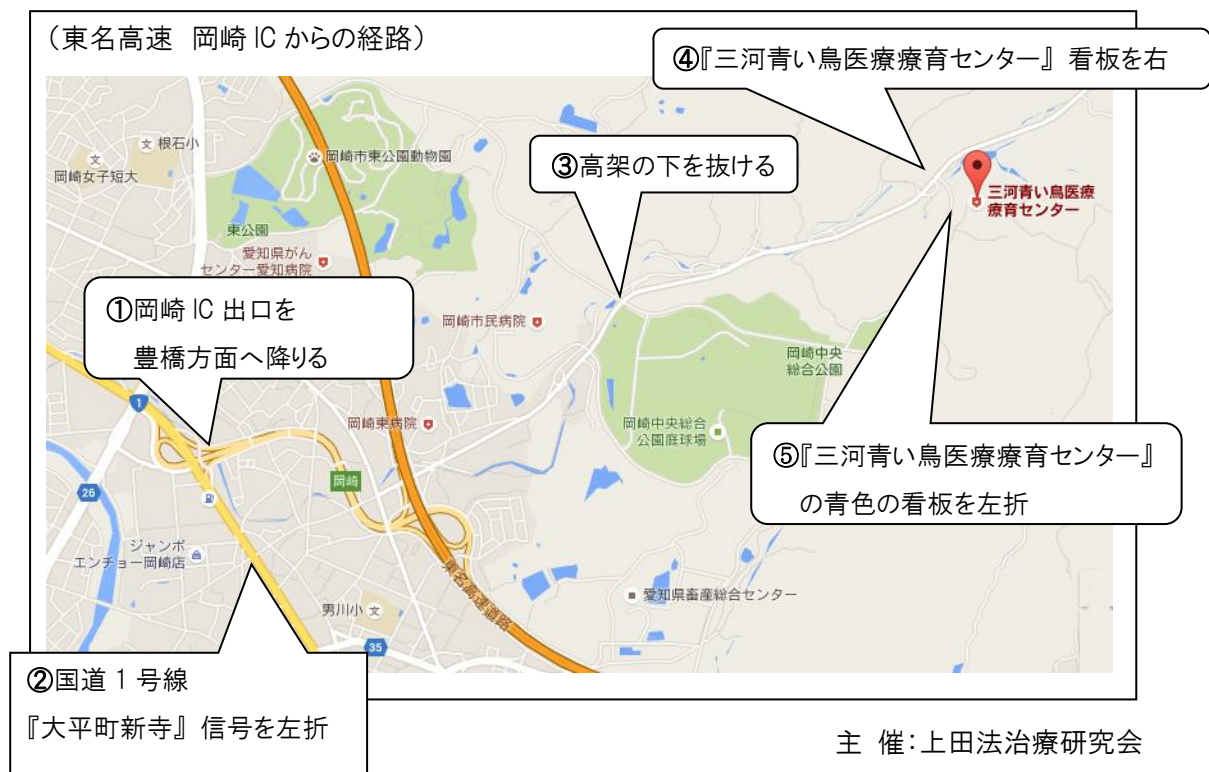 （東名高速　岡崎 IC からの経路）
④『三河青い鳥医療療育センター』 看板を右
③高架の下を抜ける
①岡崎 IC 出口を
豊橋方面へ降りる
⑤『三河青い鳥医療療育センター』
の青色の看板を左折
②国道 1 号線
『大平町新寺』 信号を左折
根石小
岡崎女子短大
岡崎市東公園動物園
東公園
愛知県がん
センター愛知病院
三河青い鳥医療
療育センター
岡崎市民病院
岡崎中央
総合公園
岡崎東病院
岡崎中央総合
公園庭球場
1
岡崎
26
ジャンボ
エンチョー岡崎店
東名高速道路
愛知県畜産総合センター
男川小
35
文
文
文
主 催：上田法治療研究会